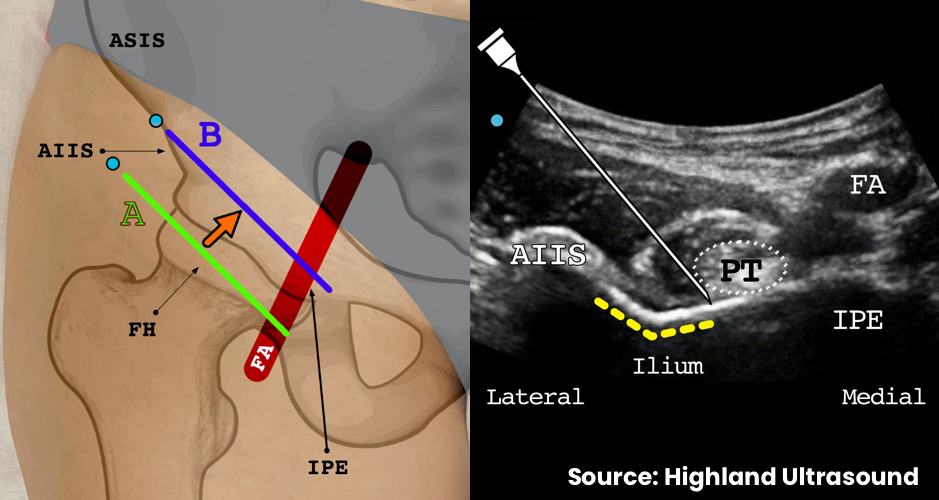 ASIS
B
AIIS
A
FH
FA
IPE
FA
AIIS
PT
IPE
Ilium
Lateral
Medial
Source: Highland Ultrasound